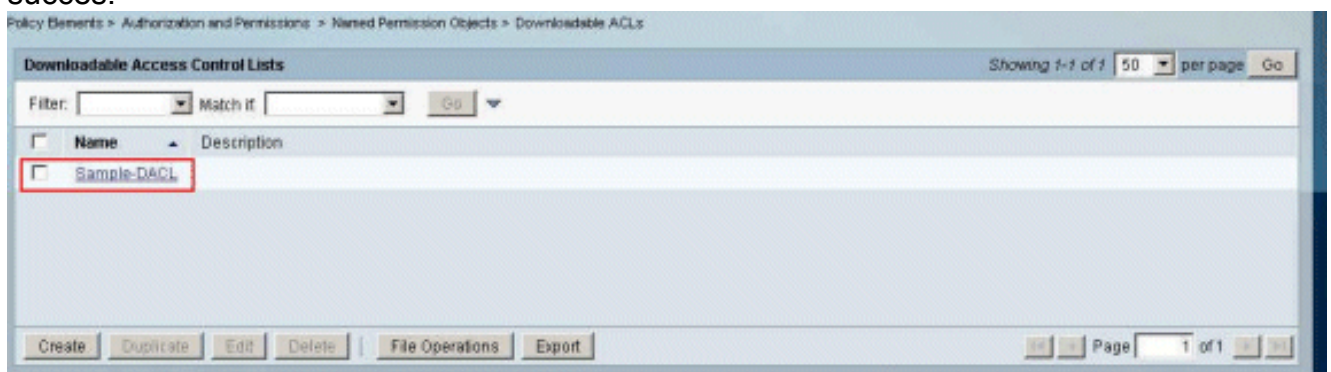 success.
Policy Elements > Authorization and Permissions > Named Permission Objects > Downloadable ACLs
Downloadable Access Control Lists Showing 1-1 of 1 50 per page Go
Filter: Match if: Go
Name Description
Sample-DACL
Create Duplicate Edit Delete | File Operations Export Page 1 of 1